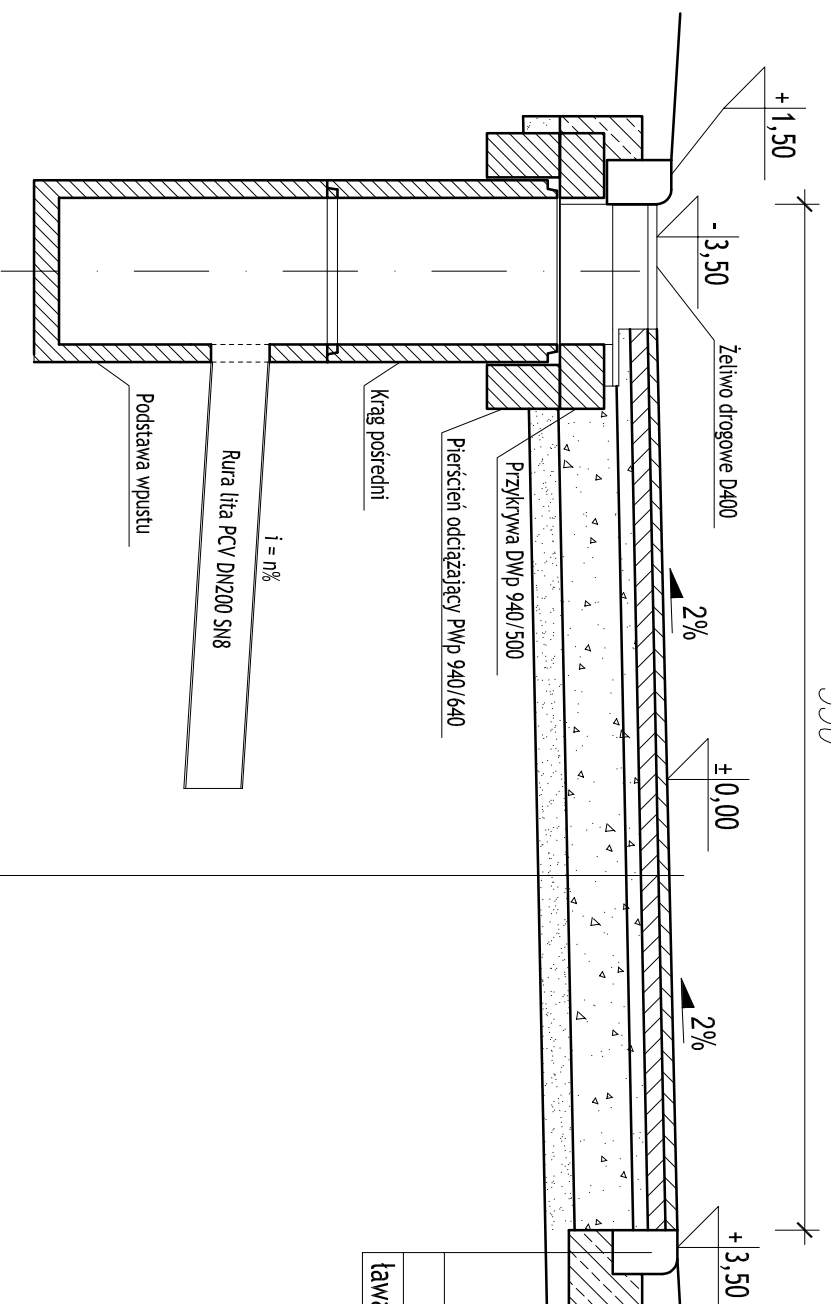 + 1,50
- 3,50
Żeliwo drogowe D400
2%
± 0,00
2%
+ 3,50
Przykrywa DWp 940/500
Pierścień odciążający PWp 940/640
Krąg pośredni
i = n%
Rura lita PCV DN200 SN8
Podstawa wpustu